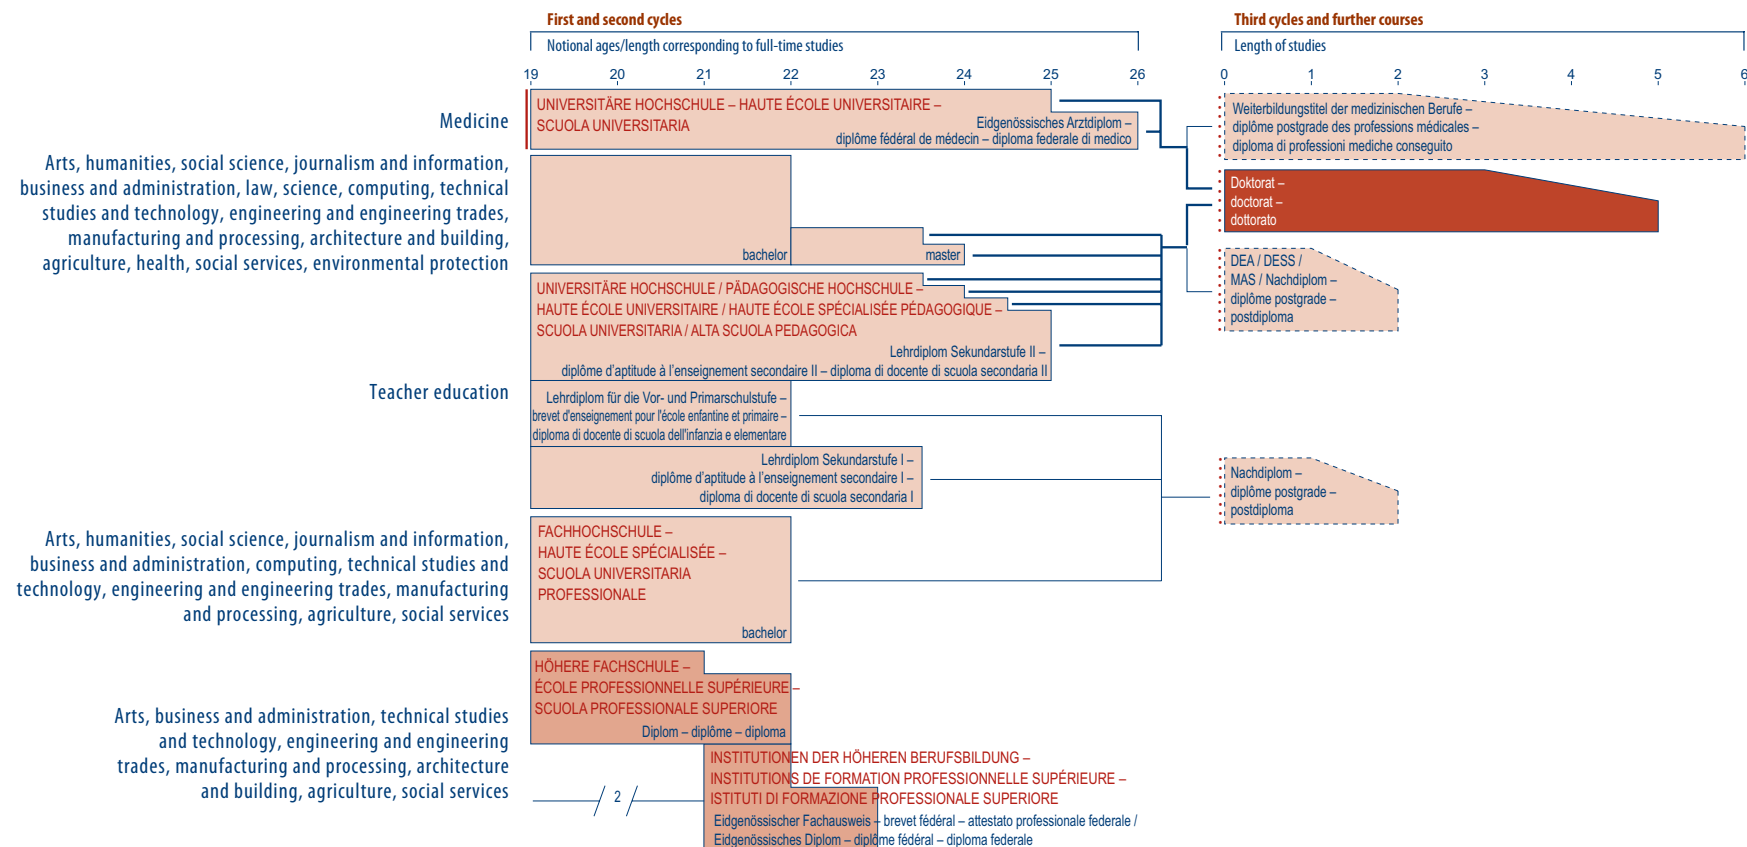 First and second cycles
Third cycles and further courses
Notional ages/length corresponding to full-time studies
Length of studies
19 20 21 22 23 24 25 26
0 1 2 3 4 5 6
Medicine
UNIVERSITÄRE HOCHSCHULE – HAUTE ÉCOLE UNIVERSITAIRE –
SCUOLA UNIVERSITARIA
Eidgenössisches Arztdiplom –
diplôme fédéral de médecin – diploma federale di medico
Weiterbildungstitel der medizinischen Berufe –
diplôme postgrade des professions médicales –
diploma di professioni mediche conseguito
Arts, humanities, social science, journalism and information,
business and administration, law, science, computing, technical
studies and technology, engineering and engineering trades,
manufacturing and processing, architecture and building,
agriculture, health, social services, environmental protection
bachelor
master
Doktorat –
doctorat –
dottorato
DEA / DESS /
MAS / Nachdiplom –
diplôme postgrade –
postdiploma
Teacher education
UNIVERSITÄRE HOCHSCHULE / PÄDAGOGISCHE HOCHSCHULE –
HAUTE ÉCOLE UNIVERSITAIRE / HAUTE ÉCOLE SPÉCIALISÉE PÉDAGOGIQUE –
SCUOLA UNIVERSITARIA / ALTA SCUOLA PEDAGOGICA
Lehrdiplom Sekundarstufe II –
diplôme d'aptitude à l'enseignement secondaire II – diploma di docente di scuola secondaria II
Lehrdiplom für die Vor- und Primarschulstufe –
brevet d'enseignement pour l'école enfantine et primaire –
diploma di docente di scuola dell'infanzia e elementare
Lehrdiplom Sekundarstufe I –
diplôme d'aptitude à l'enseignement secondaire I –
diploma di docente di scuola secondaria I
Nachdiplom –
diplôme postgrade –
postdiploma
Arts, humanities, social science, journalism and information,
business and administration, computing, technical studies and
technology, engineering and engineering trades, manufacturing
and processing, agriculture, social services
FACHHOCHSCHULE –
HAUTE ÉCOLE SPÉCIALISÉE –
SCUOLA UNIVERSITARIA
PROFESSIONALE
bachelor
Arts, business and administration, technical studies
and technology, engineering and engineering
trades, manufacturing and processing, architecture
and building, agriculture, social services
HÖHERE FACHSCHULE –
ÉCOLE PROFESSIONNELLE SUPÉRIEURE –
SCUOLA PROFESSIONALE SUPERIORE
Diplom – diplôme – diploma
2
INSTITUTIONEN DER HÖHEREN BERUFSBILDUNG –
INSTITUTIONS DE FORMATION PROFESSIONNELLE SUPÉRIEURE –
ISTITUTI DI FORMAZIONE PROFESSIONALE SUPERIORE
Eidgenössischer Fachausweis – brevet fédéral – attestato professionale federale /
Eidgenössisches Diplom – diplôme fédéral – diploma federale